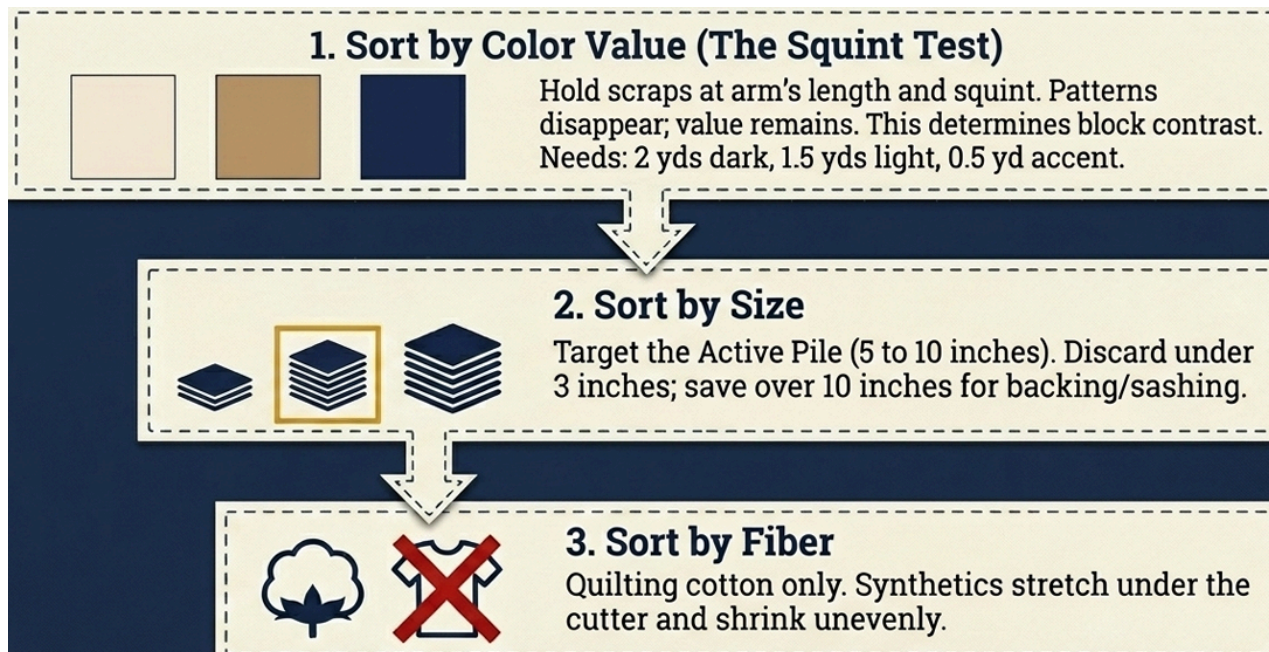 1. Sort by Color Value (The Squint Test)
Hold scraps at arm's length and squint. Patterns
disappear; value remains. This determines block contrast.
Needs: 2 yds dark, 1.5 yds light, 0.5 yd accent.
2. Sort by Size
Target the Active Pile (5 to 10 inches). Discard under
3 inches; save over 10 inches for backing/sashing.
3. Sort by Fiber
Quilting cotton only. Synthetics stretch under the
cutter and shrink unevenly.